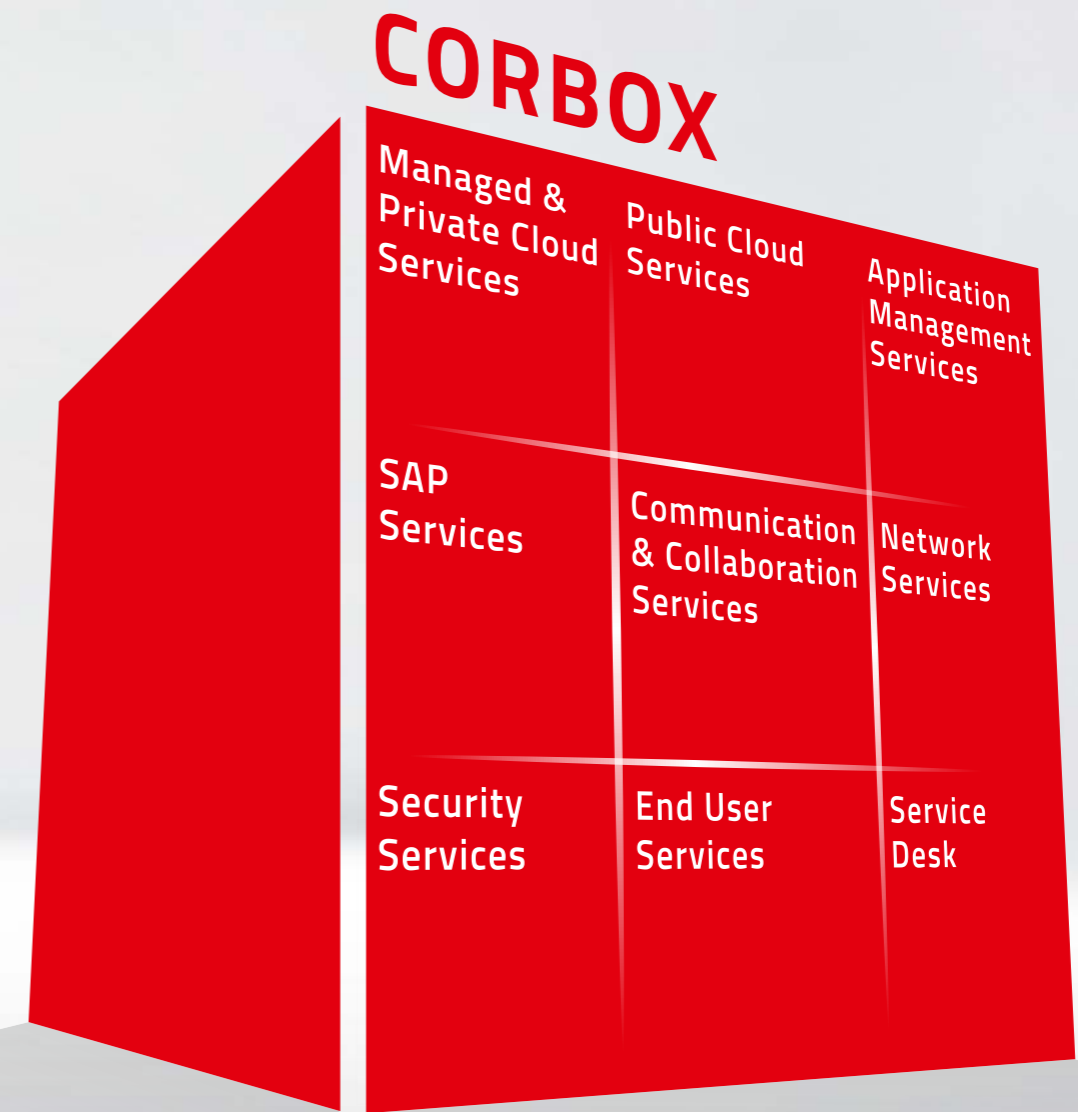 CORBOX
Managed &
Private Cloud
Services
Public Cloud
Services
Application
Management
Services
SAP
Services
Communication
& Collaboration
Services
Network
Services
Security
Services
End User
Services
Service
Desk